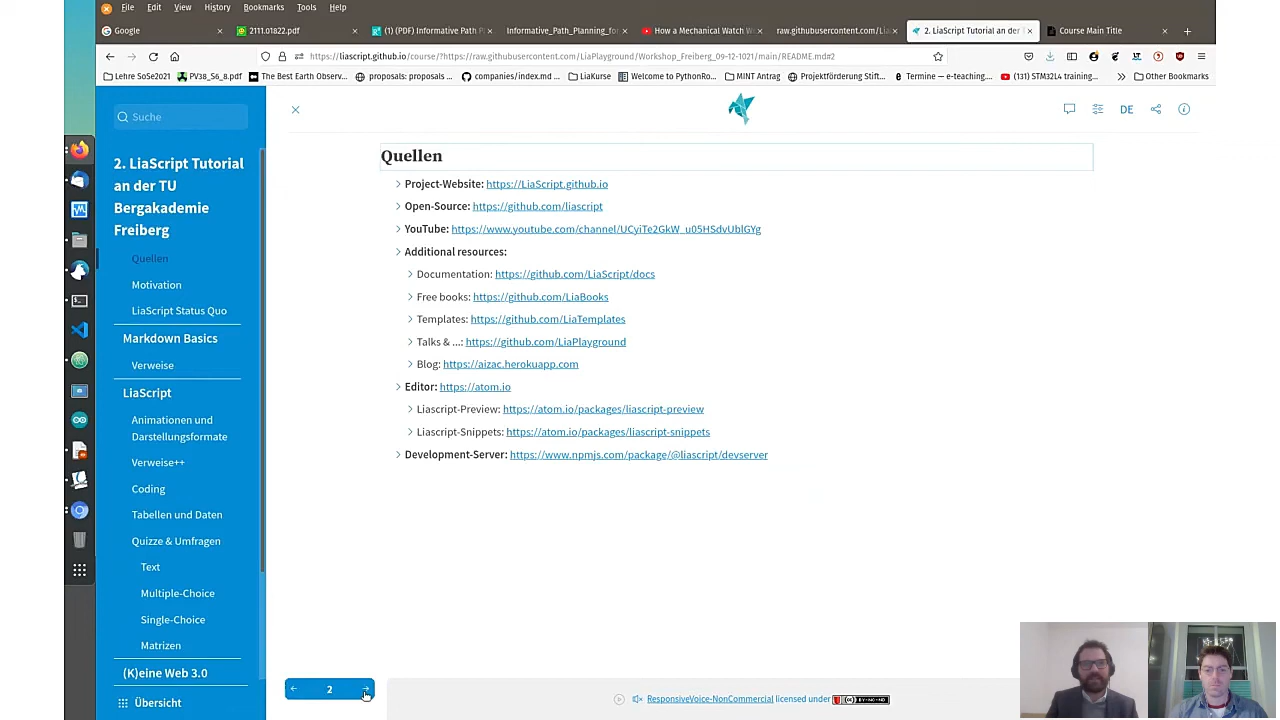 File Edit View History Bookmarks Tools Help
Google
2111.01822.pdf
(1) (PDF) Informative Path P
Informative_Path_Planning_fo
How a Mechanical Watch W
raw.githubusercontent.com/Lia
2. LiaScript Tutorial an der T
Course Main Title
https://liascript.github.io/course/?https://raw.githubusercontent.com/LiaPlayground/Workshop_Freiberg_09-12-1021/main/README.md#2
Lehre SoSe2021
PV38_S6_8.pdf
The Best Earth Observ...
proposals: proposals ...
companies/index.md ...
LiaKurse
Welcome to PythonRo...
MINT Antrag
Projektförderung Stift...
Termine — e-teaching....
(131) STM32L4 training...
Other Bookmarks
Suche
DE
2. LiaScript Tutorial
an der TU
Bergakademie
Freiberg
Quellen
Motivation
LiaScript Status Quo
Markdown Basics
Verweise
LiaScript
Animationen und
Darstellungsformate
Verweise++
Coding
Tabellen und Daten
Quizze & Umfragen
Text
Multiple-Choice
Single-Choice
Matrizen
(K)eine Web 3.0
Übersicht
Quellen
Project-Website: https://LiaScript.github.io
Open-Source: https://github.com/liascript
YouTube: https://www.youtube.com/channel/UCyiTe2GkW_u05HSdvUblGYg
Additional resources:
Documentation: https://github.com/LiaScript/docs
Free books: https://github.com/LiaBooks
Templates: https://github.com/LiaTemplates
Talks & ...: https://github.com/LiaPlayground
Blog: https://aizac.herokuapp.com
Editor: https://atom.io
Liascript-Preview: https://atom.io/packages/liascript-preview
Liascript-Snippets: https://atom.io/packages/liascript-snippets
Development-Server: https://www.npmjs.com/package/@liascript/devserver
2
ResponsiveVoice-NonCommercial licensed under